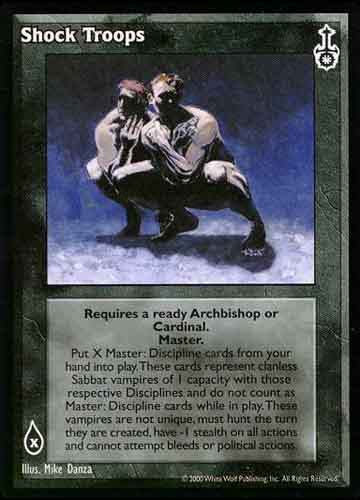 Shock Troops
Requires a ready Archbishop or
Cardinal.
Master.
Put X Master: Discipline cards from your
hand into play. These cards represent clanless
Sabbat vampires of 1 capacity with those
respective Disciplines and do not count as
Master: Discipline cards while in play. These
vampires are not unique, must hunt the turn
they are created, have -1 stealth on all actions
and cannot attempt bleeds or political actions.
X
Illus. Mike Danza
©2000 White Wolf Publishing, Inc. All Rights Reserved.